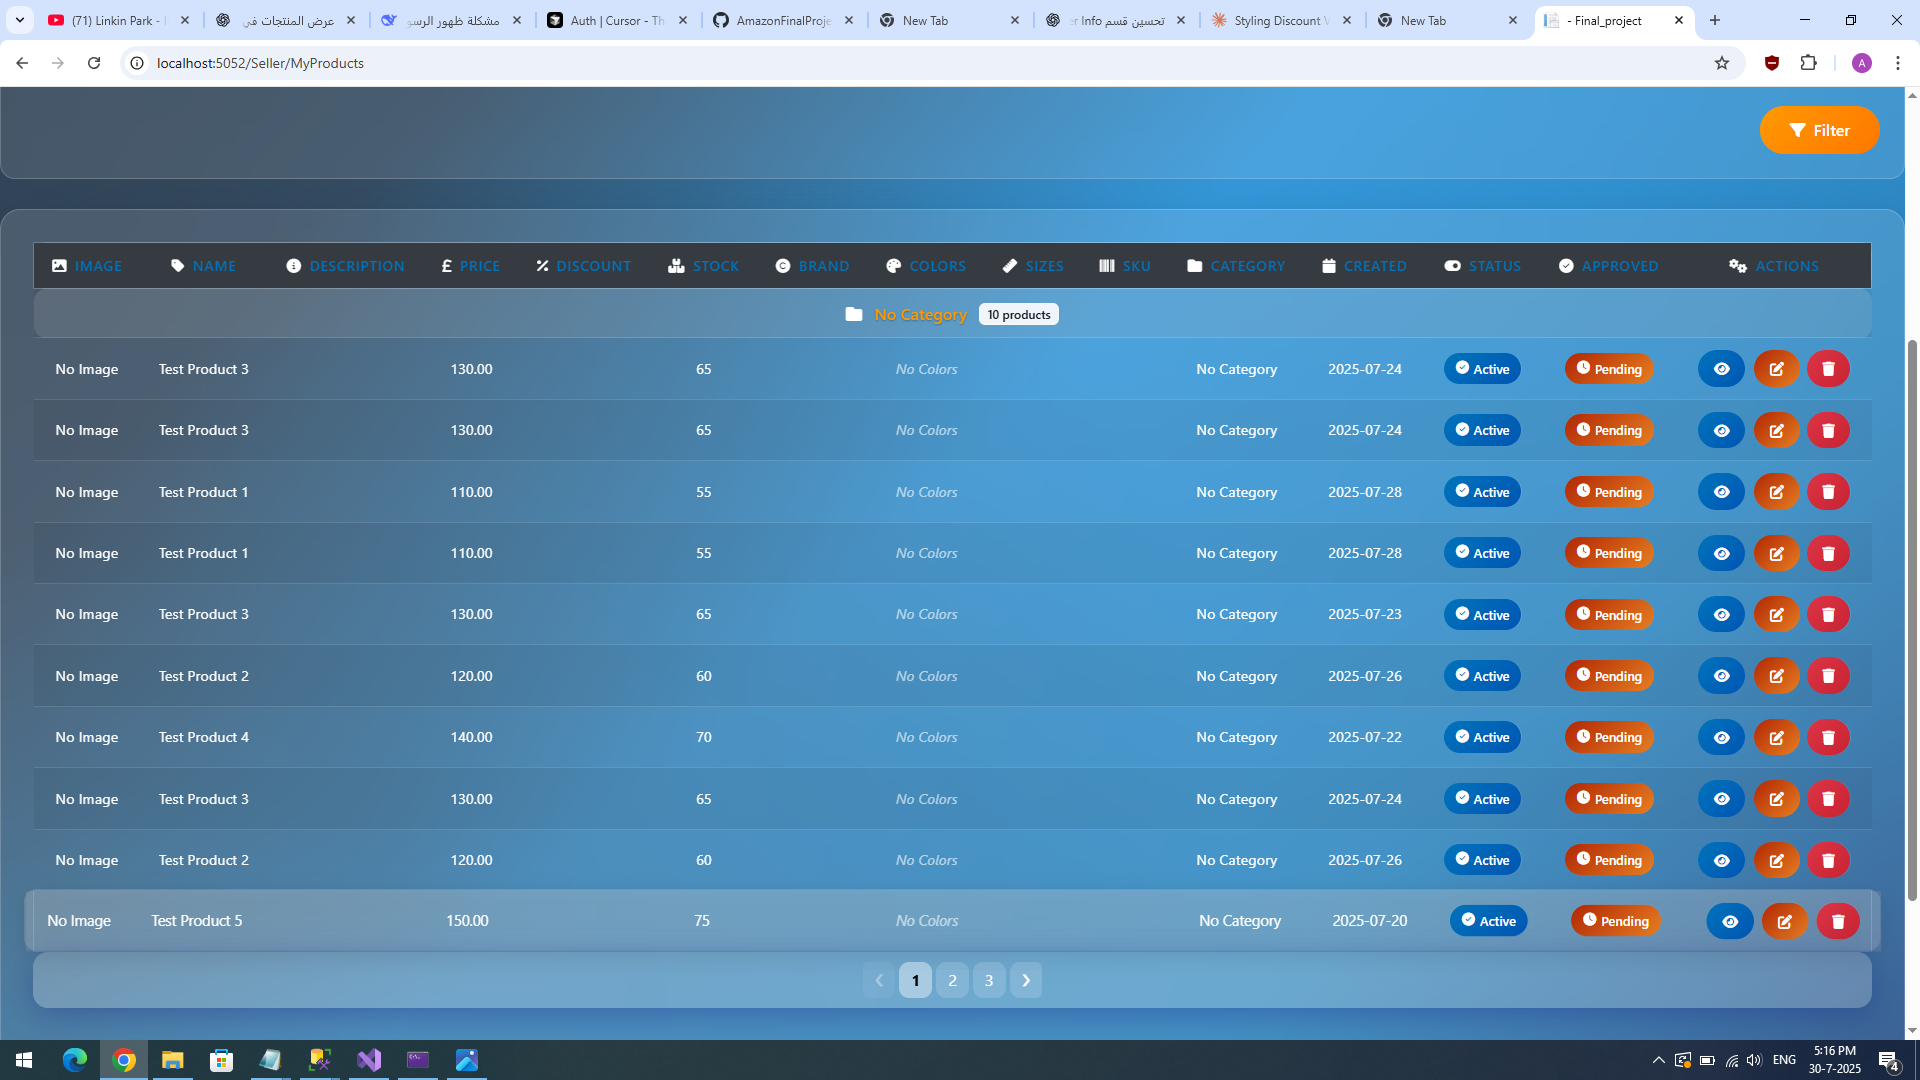 (71) Linkin Park - 
عرض المنتجات في
مشكلة ظهور الرسو
Auth | Cursor - Th
AmazonFinalProje
New Tab
er Info تحسين قسم
Styling Discount V
New Tab
- Final_project
localhost:5052/Seller/MyProducts
A
Filter
IMAGE NAME DESCRIPTION PRICE DISCOUNT STOCK BRAND COLORS SIZES SKU CATEGORY CREATED STATUS APPROVED ACTIONS
No Category 10 products
No Image Test Product 3 130.00 65 No Colors No Category 2025-07-24 Active Pending
No Image Test Product 3 130.00 65 No Colors No Category 2025-07-24 Active Pending
No Image Test Product 1 110.00 55 No Colors No Category 2025-07-28 Active Pending
No Image Test Product 1 110.00 55 No Colors No Category 2025-07-28 Active Pending
No Image Test Product 3 130.00 65 No Colors No Category 2025-07-23 Active Pending
No Image Test Product 2 120.00 60 No Colors No Category 2025-07-26 Active Pending
No Image Test Product 4 140.00 70 No Colors No Category 2025-07-22 Active Pending
No Image Test Product 3 130.00 65 No Colors No Category 2025-07-24 Active Pending
No Image Test Product 2 120.00 60 No Colors No Category 2025-07-26 Active Pending
No Image Test Product 5 150.00 75 No Colors No Category 2025-07-20 Active Pending
1 2 3
ENG
5:16 PM
30-7-2025
4